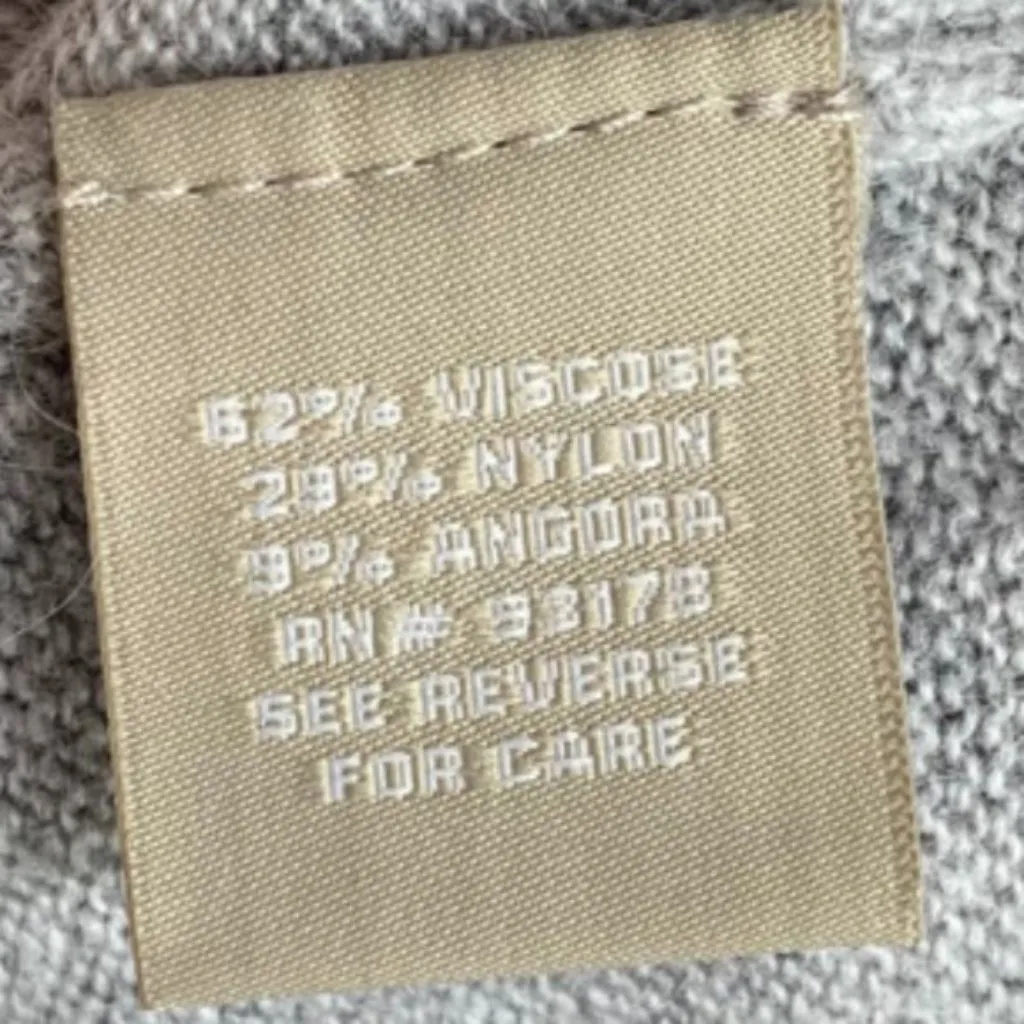 62% VISCOSE
29% NYLON
9% ANGORA
RN # 93178
SEE REVERSE
FOR CARE